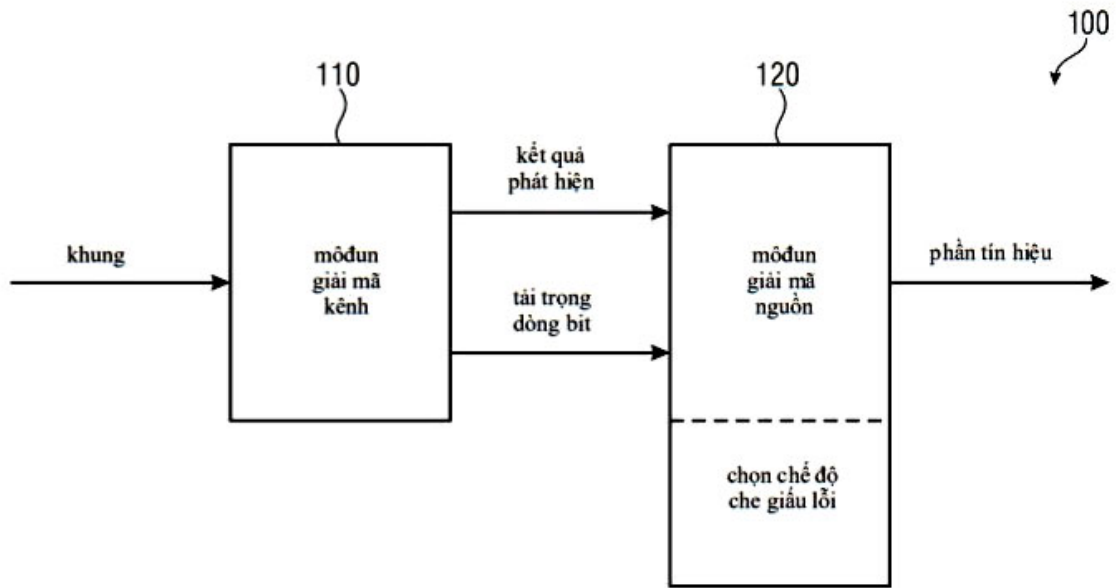 100
110
120
kết quả
phát hiện
khung
môđun
giải mã
kênh
môđun
giải mã
nguồn
phần tín hiệu
tải trọng
dòng bit
chọn chế độ
che giấu lỗi